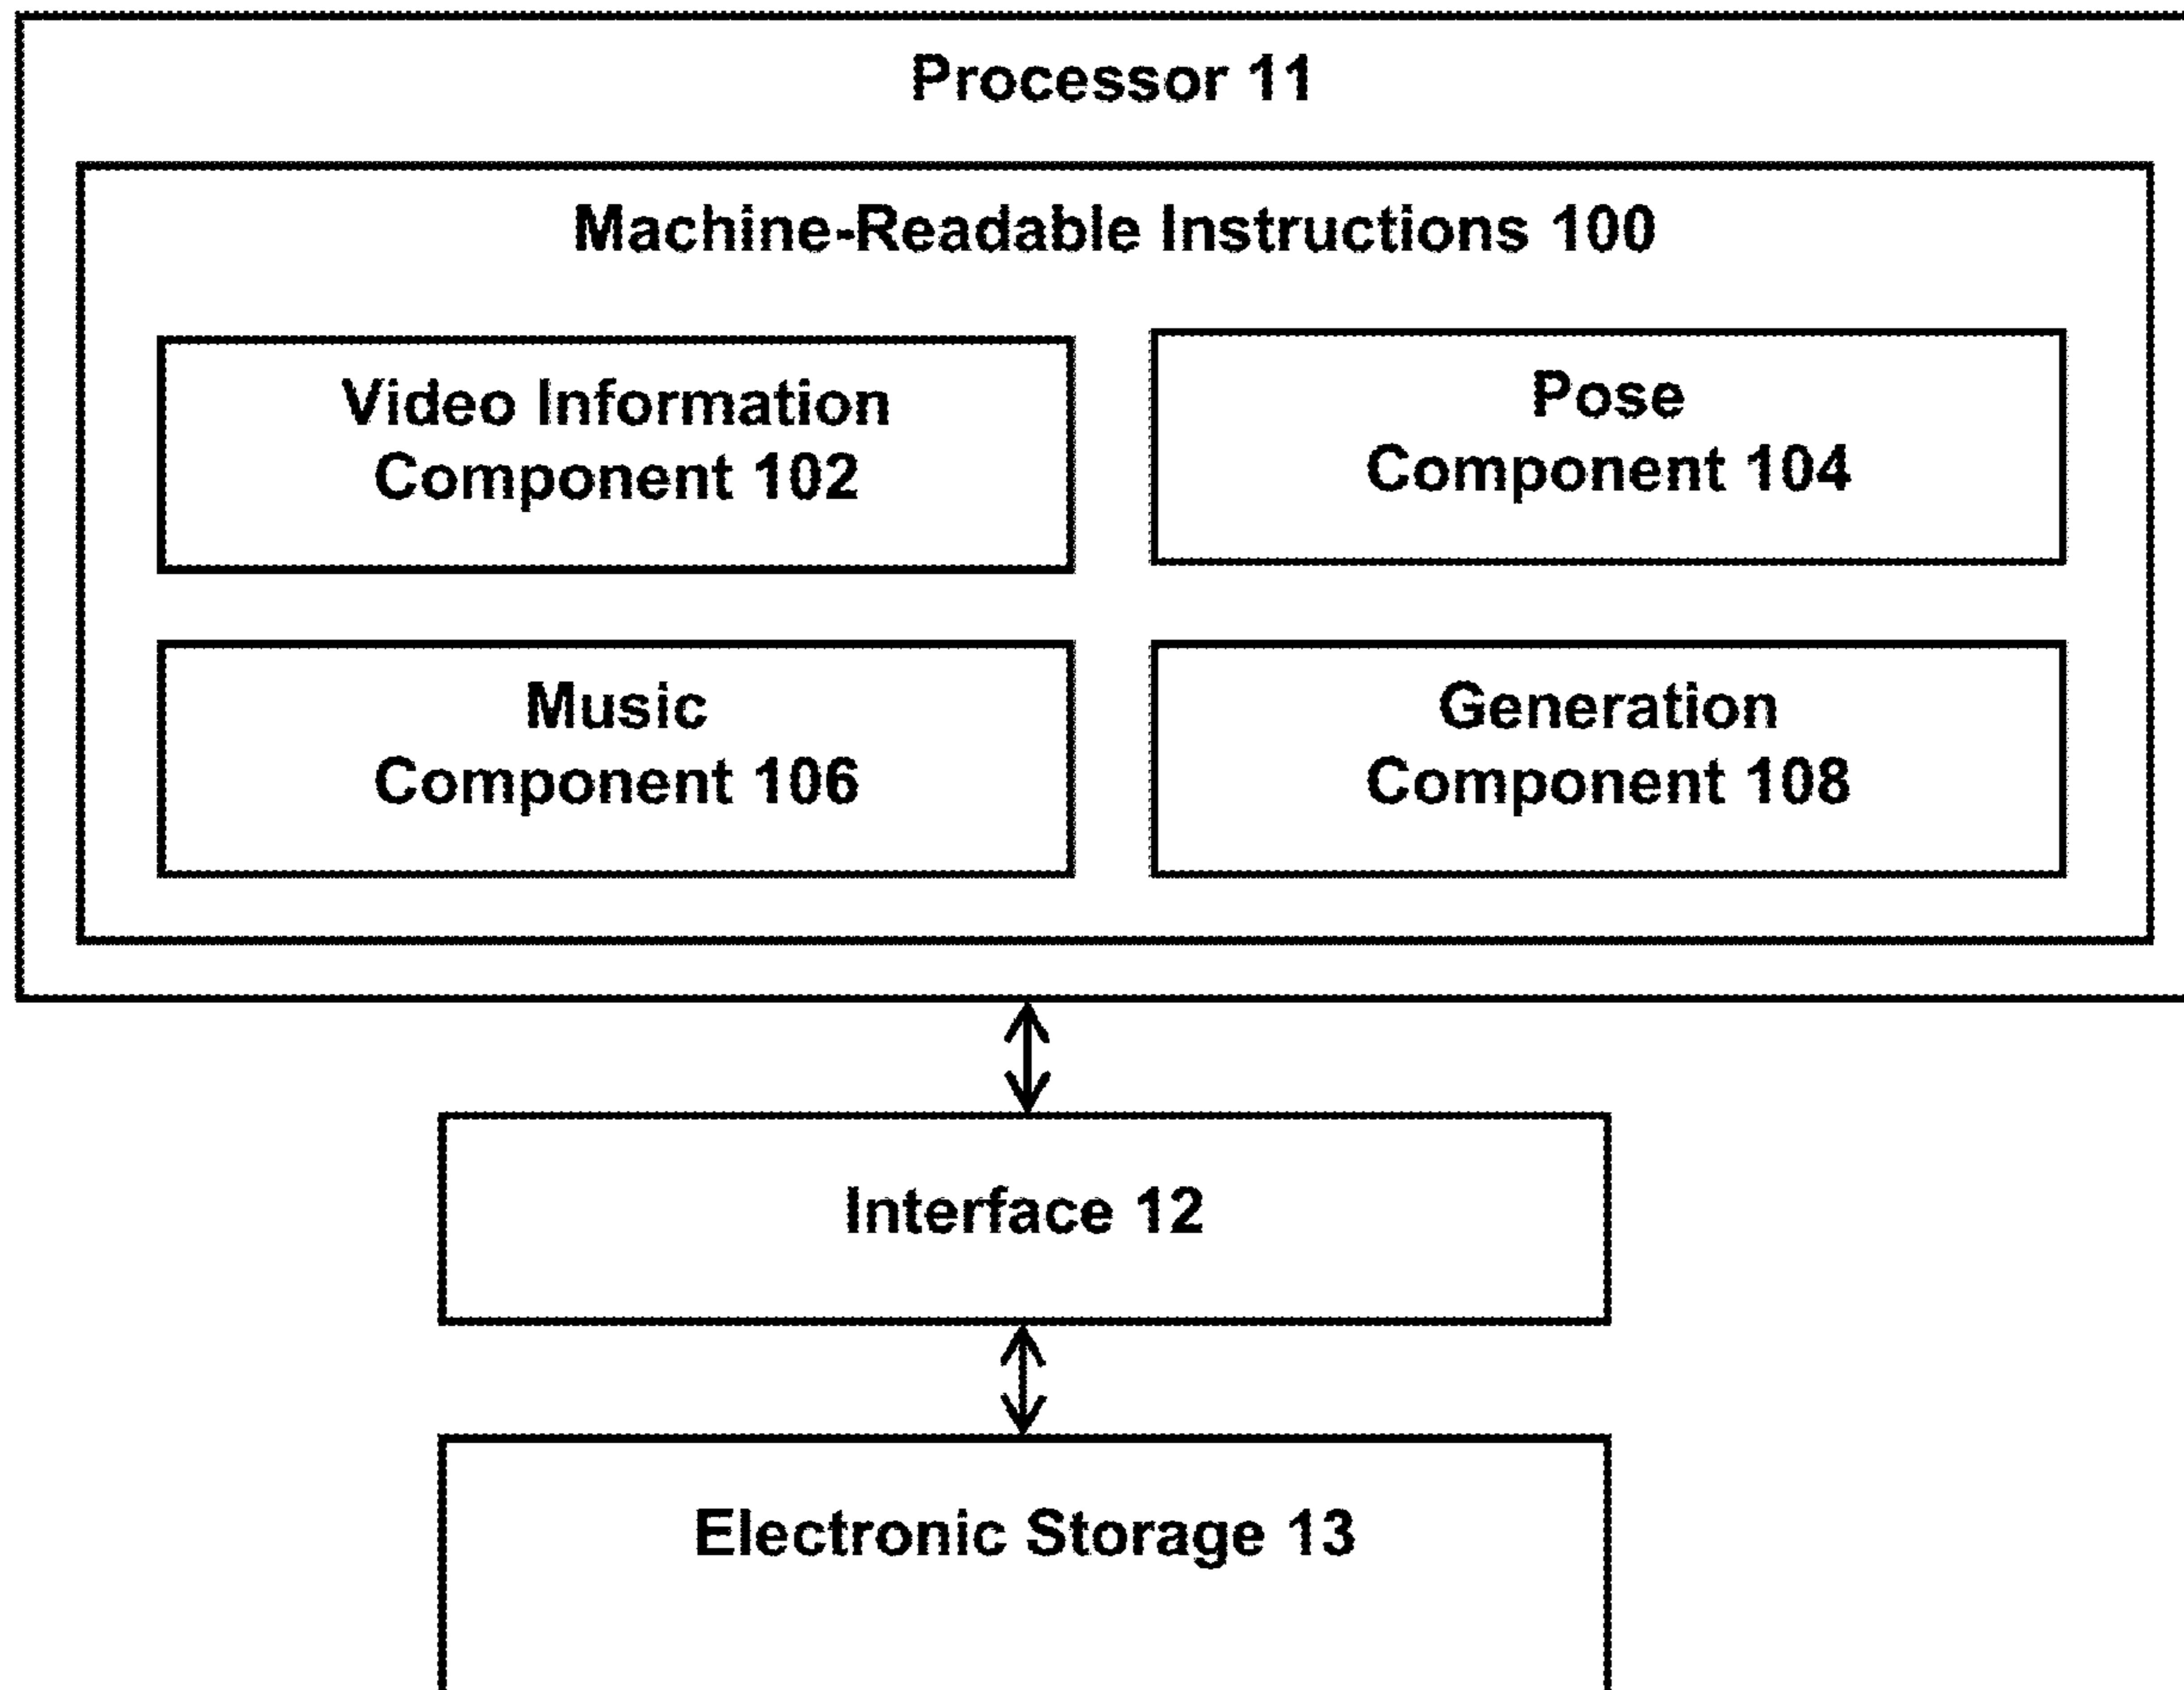 Processor 11
Machine-Readable Instructions 100
Video Information
Component 102
Pose
Component 104
Music
Component 106
Generation
Component 108
Interface 12
Electronic Storage 13